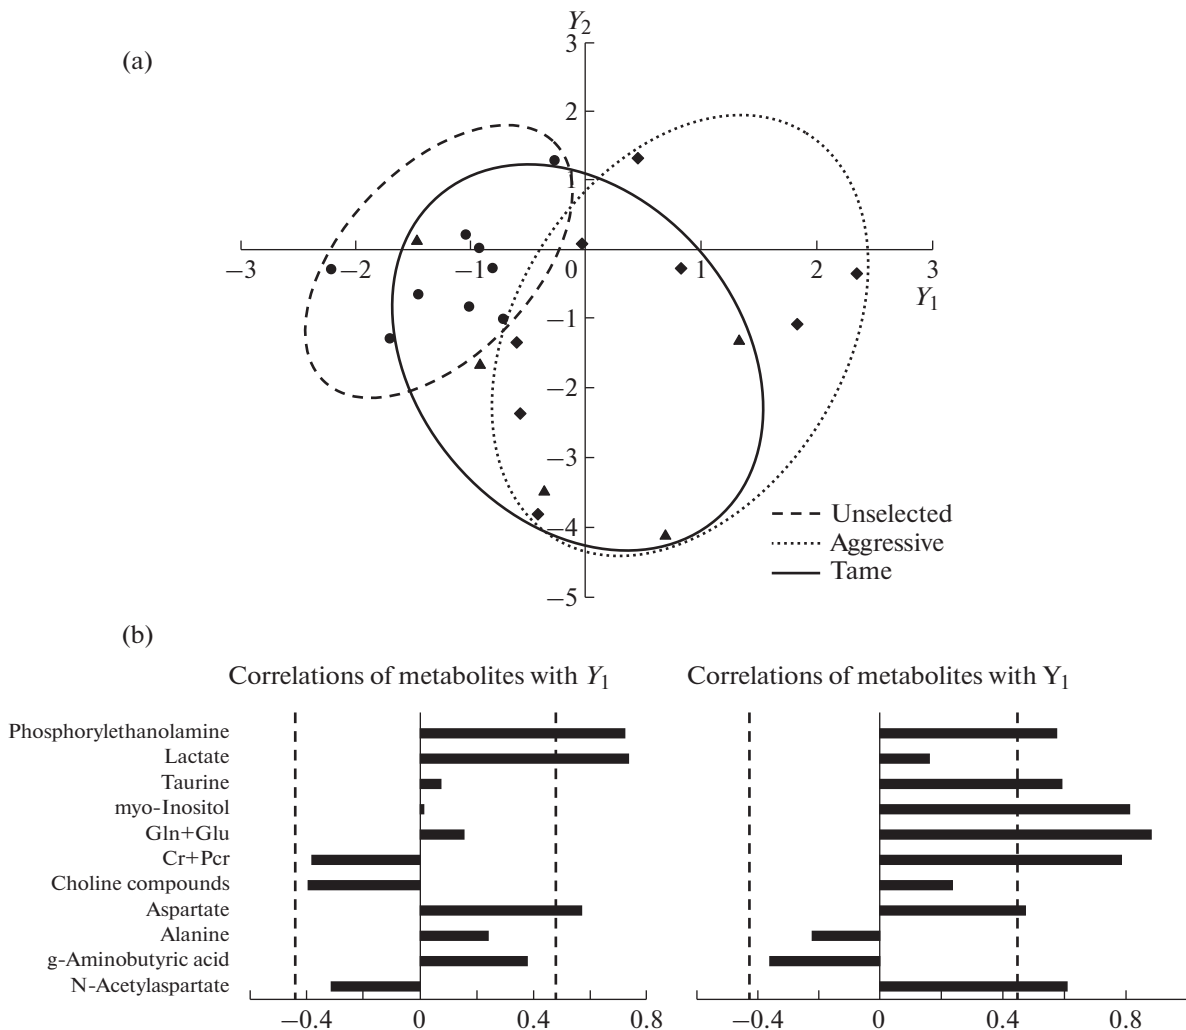 (a)
Y2
3
2
1
−3
−2
−1
0
1
2
3
Y1
−1
−2
−3
−4
−5
Unselected
Aggressive
Tame
(b)
Correlations of metabolites with Y1
Correlations of metabolites with Y1
Phosphorylethanolamine
Lactate
Taurine
myo-Inositol
Gln+Glu
Cr+Pcr
Choline compounds
Aspartate
Alanine
g-Aminobutyric acid
N-Acetylaspartate
−0.4 0 0.4 0.8
−0.4 0 0.4 0.8